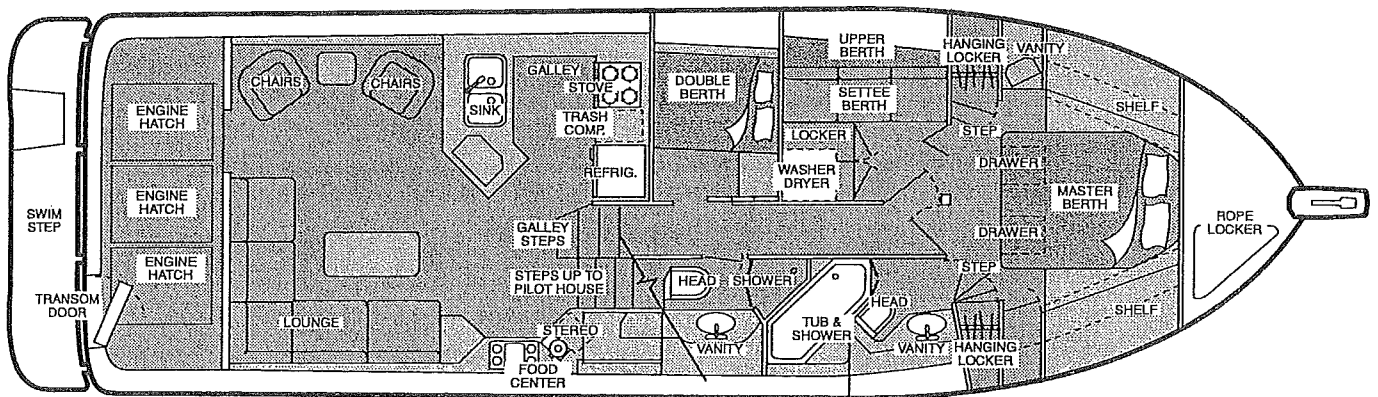 SWIM
STEP
TRANSOM
DOOR
ENGINE
HATCH
ENGINE
HATCH
ENGINE
HATCH
CHAIRS
CHAIRS
LOUNGE
SINK
GALLEY
STOVE
TRASH
COMP.
REFRIG.
GALLEY
STEPS
STEPS UP TO
PILOT HOUSE
STEREO
FOOD
CENTER
DOUBLE
BERTH
UPPER
BERTH
SETTEE
BERTH
LOCKER
WASHER
DRYER
HEAD
SHOWER
VANITY
TUB &
SHOWER
HEAD
VANITY
HANGING
LOCKER
VANITY
STEP
DRAWER
DRAWER
STEP
HANGING
LOCKER
MASTER
BERTH
SHELF
SHELF
ROPE
LOCKER